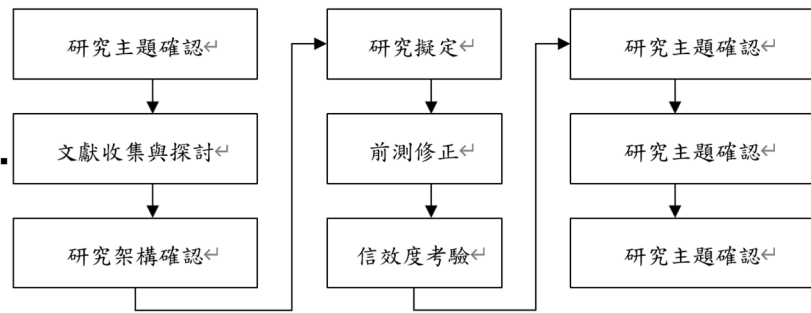 研究主題確認
文獻收集與探討
研究架構確認
研究擬定
前測修正
信效度考驗
研究主題確認
研究主題確認
研究主題確認